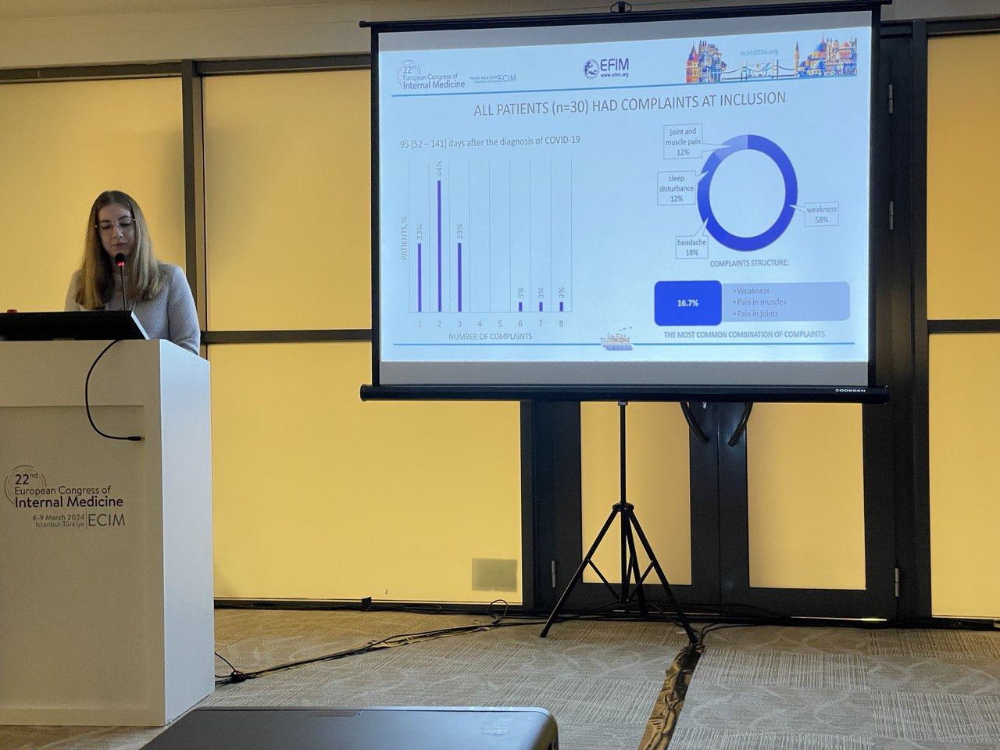 22nd
European Congress of
Internal Medicine
ECIM
EFIM
www.efim.org
ecim2024.org
ALL PATIENTS (n=30) HAD COMPLAINTS AT INCLUSION
95 [52 – 141] days after the diagnosis of COVID-19
PATIENTS,%
23%
44%
23%
3%
3%
3%
1 2 3 4 5 6 7 8
NUMBER OF COMPLAINTS
joint and
muscle pain
12%
sleep
disturbance
12%
weakness
58%
headache
18%
COMPLAINTS STRUCTURE:
16.7%
• Weakness
• Pain in muscles
• Pain in joints
THE MOST COMMON COMBINATION OF COMPLAINTS
CODEGEN
22nd
European Congress of
Internal Medicine
6-9 March 2024
Istanbul-Türkiye
ECIM